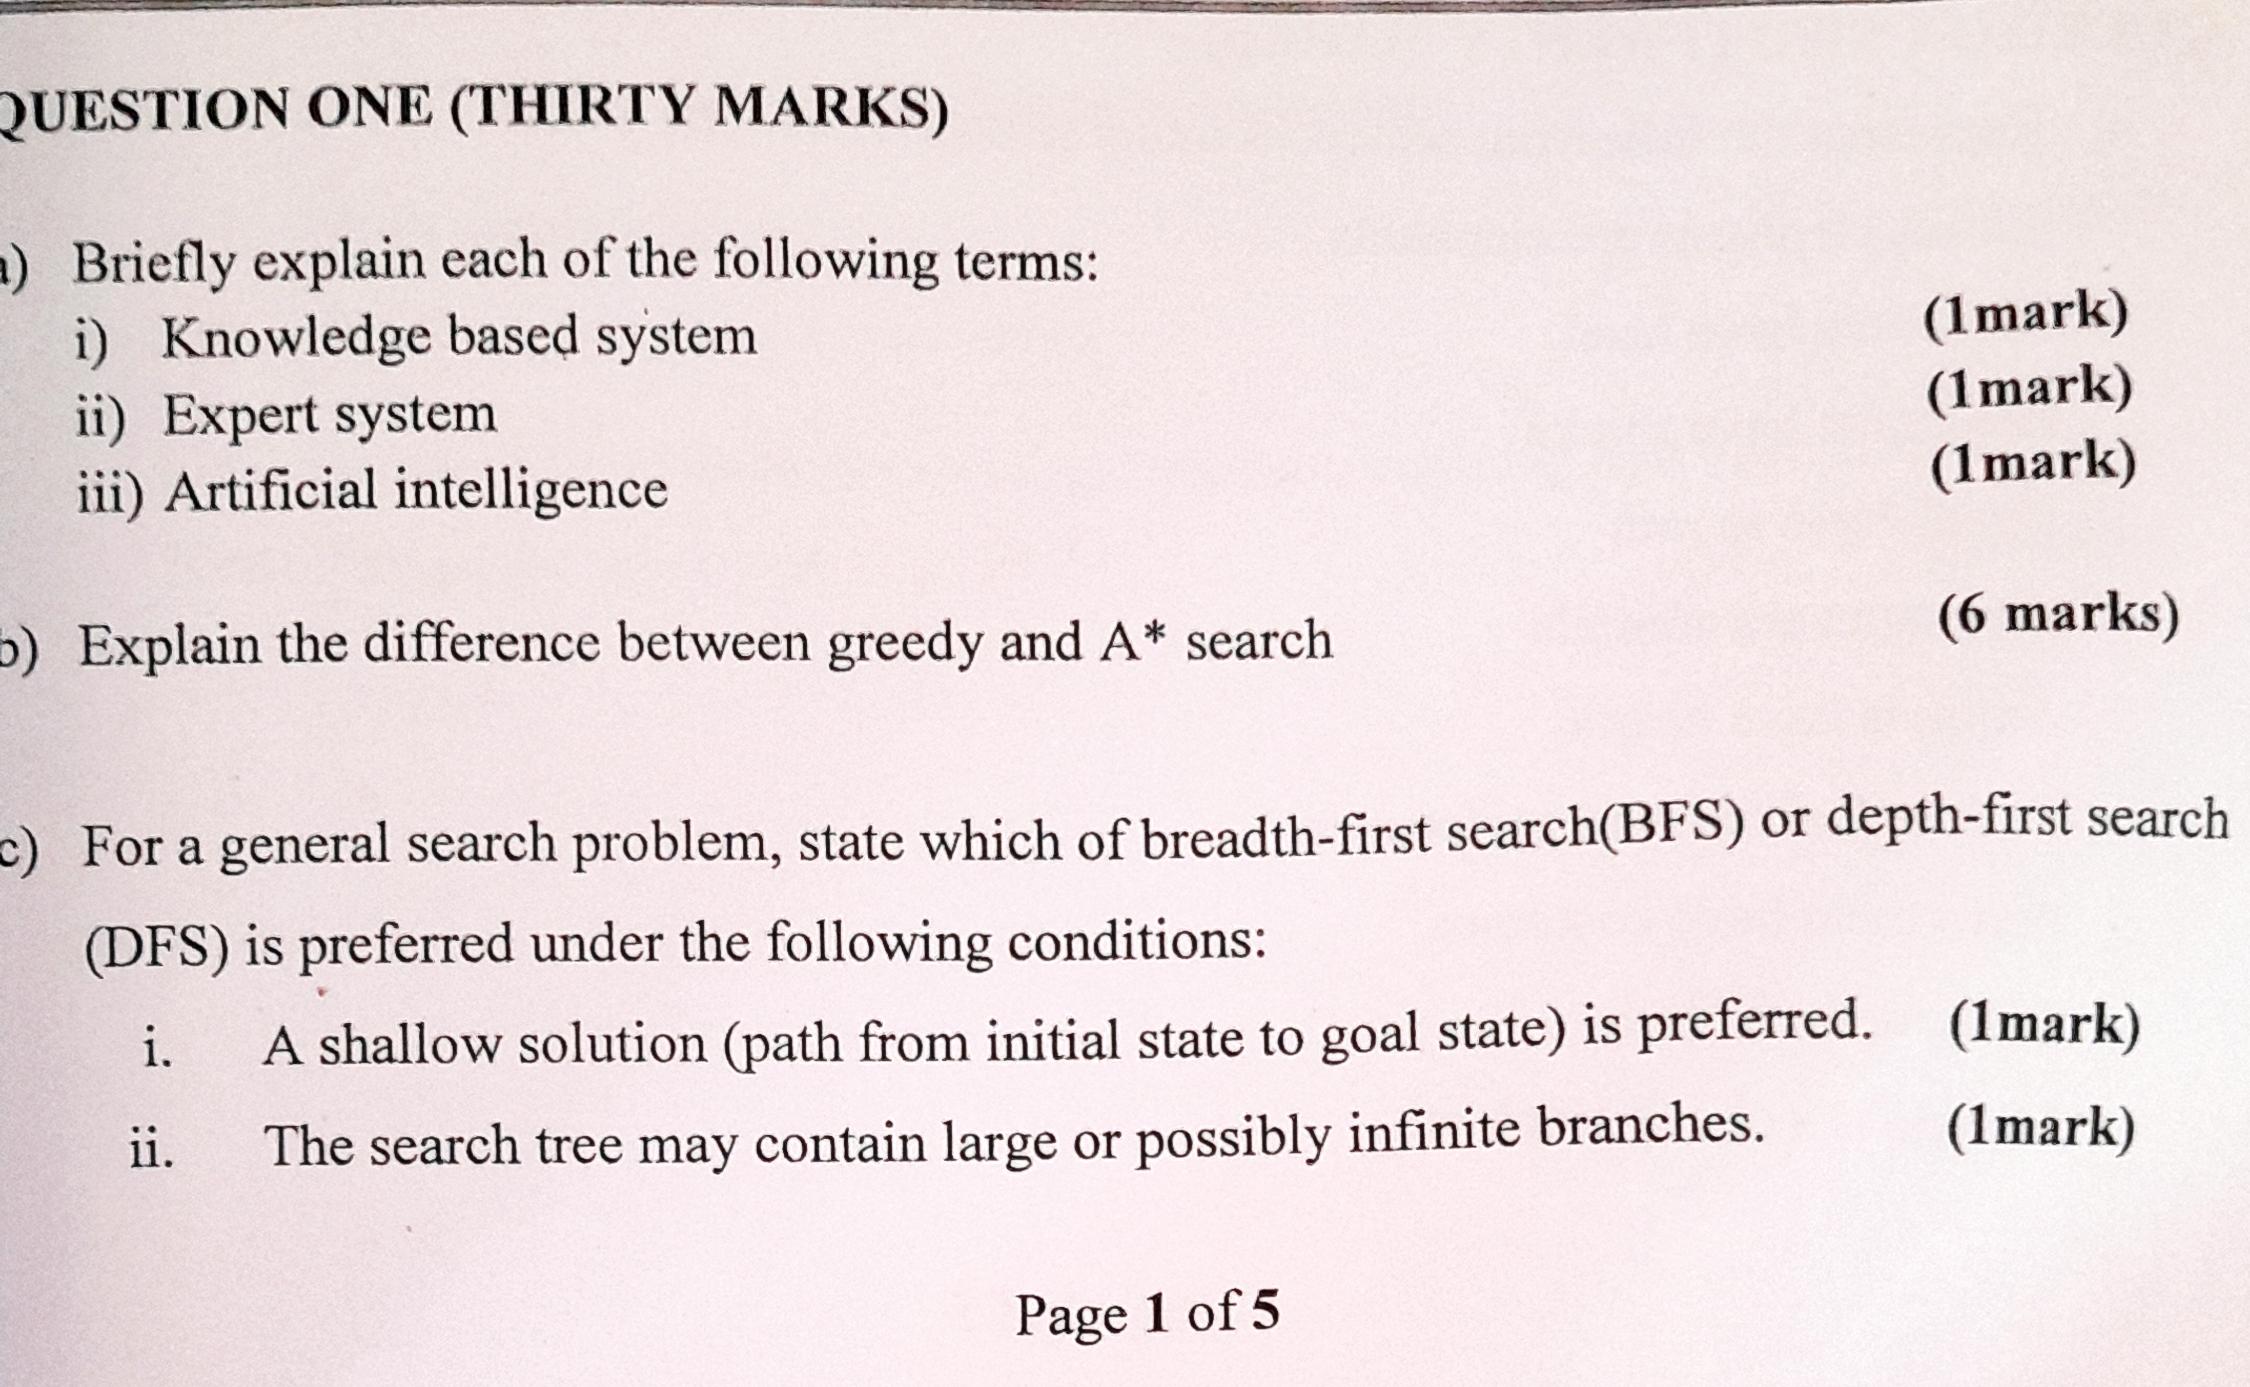 QUESTION ONE (THIRTY MARKS)
a) Briefly explain each of the following terms:
i) Knowledge based system (1mark)
ii) Expert system (1mark)
iii) Artificial intelligence (1mark)
b) Explain the difference between greedy and A* search (6 marks)
c) For a general search problem, state which of breadth-first search(BFS) or depth-first search
(DFS) is preferred under the following conditions:
i. A shallow solution (path from initial state to goal state) is preferred. (1mark)
ii. The search tree may contain large or possibly infinite branches. (1mark)
Page 1 of 5